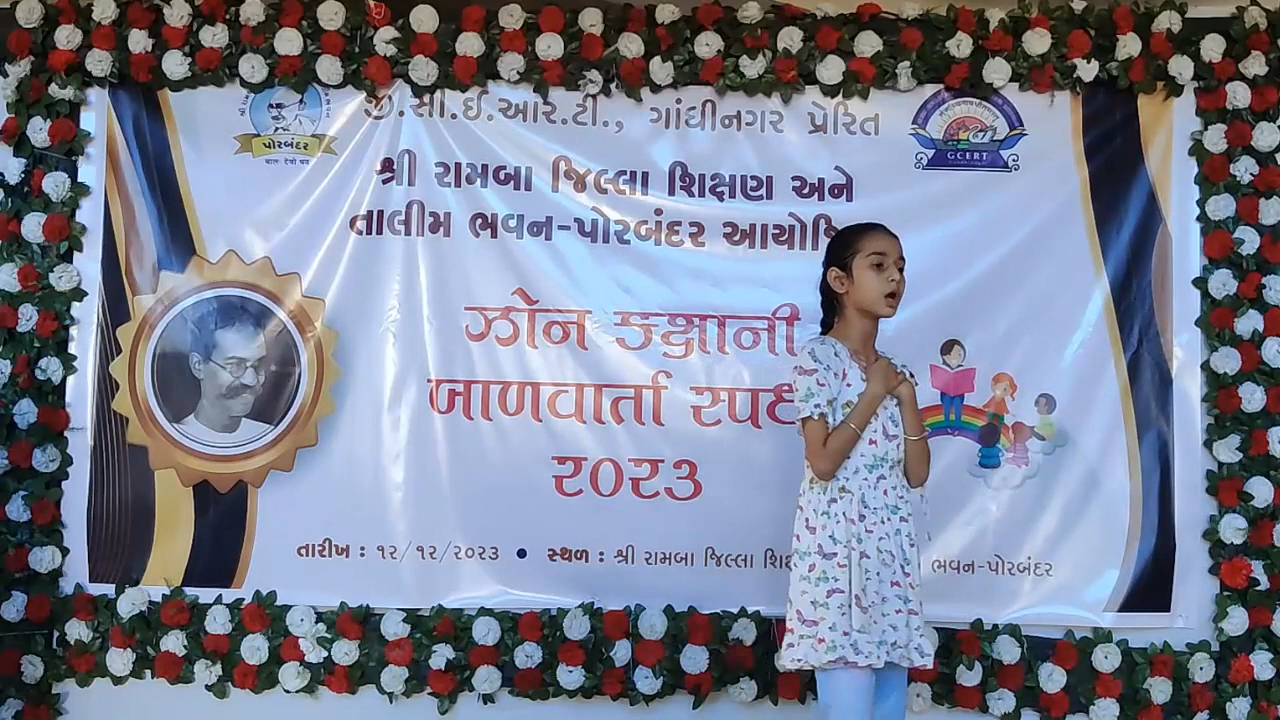 પોરબંદર
બાલ દેવો ભવ
GCERT
જી.સી.ઈ.આર.ટી., ગાંધીનગર પ્રેરિત
શ્રી રામબા જિલ્લા શિક્ષણ અને
તાલીમ ભવન-પોરબંદર
ઝોન કક્ષાની
બાળવાર્તા
૨૦૨૩
તારીખ : ૧૨/૧૨/૨૦૨૩ • સ્થળ : શ્રી રામબા જિલ્લા ભવન-પોરબંદર